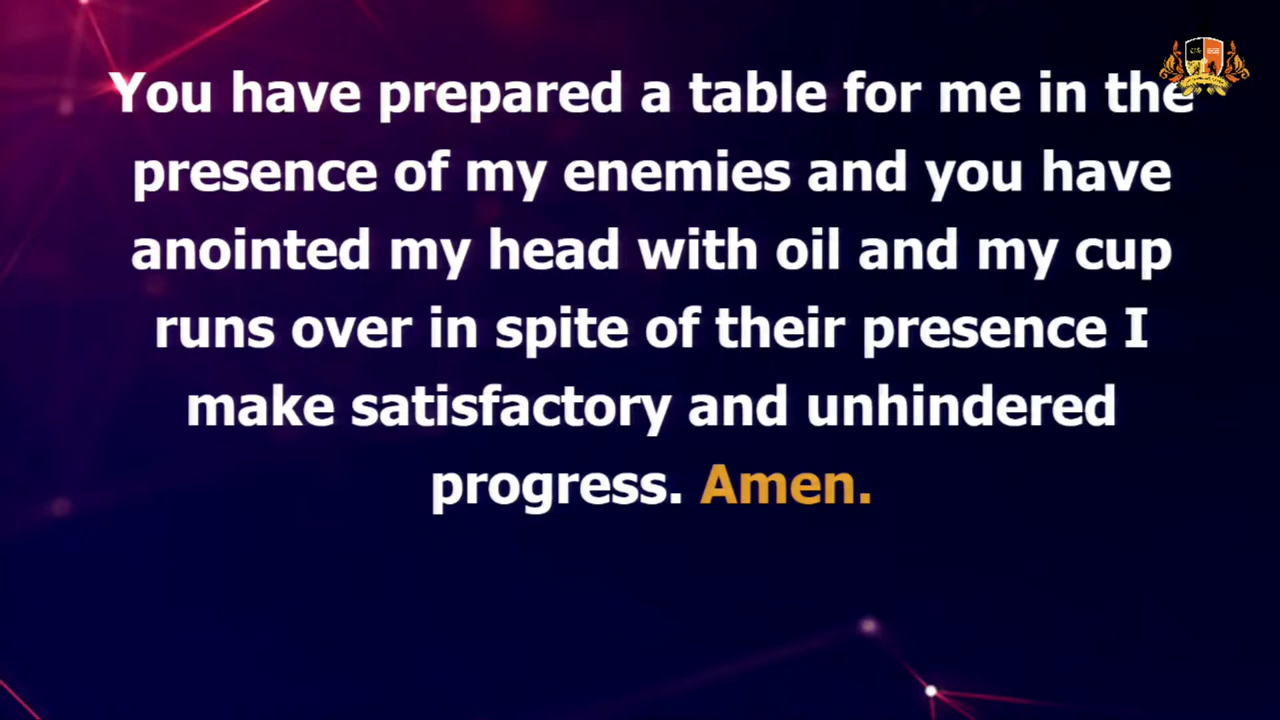 You have prepared a table for me in the
presence of my enemies and you have
anointed my head with oil and my cup
runs over in spite of their presence I
make satisfactory and unhindered
progress. Amen.